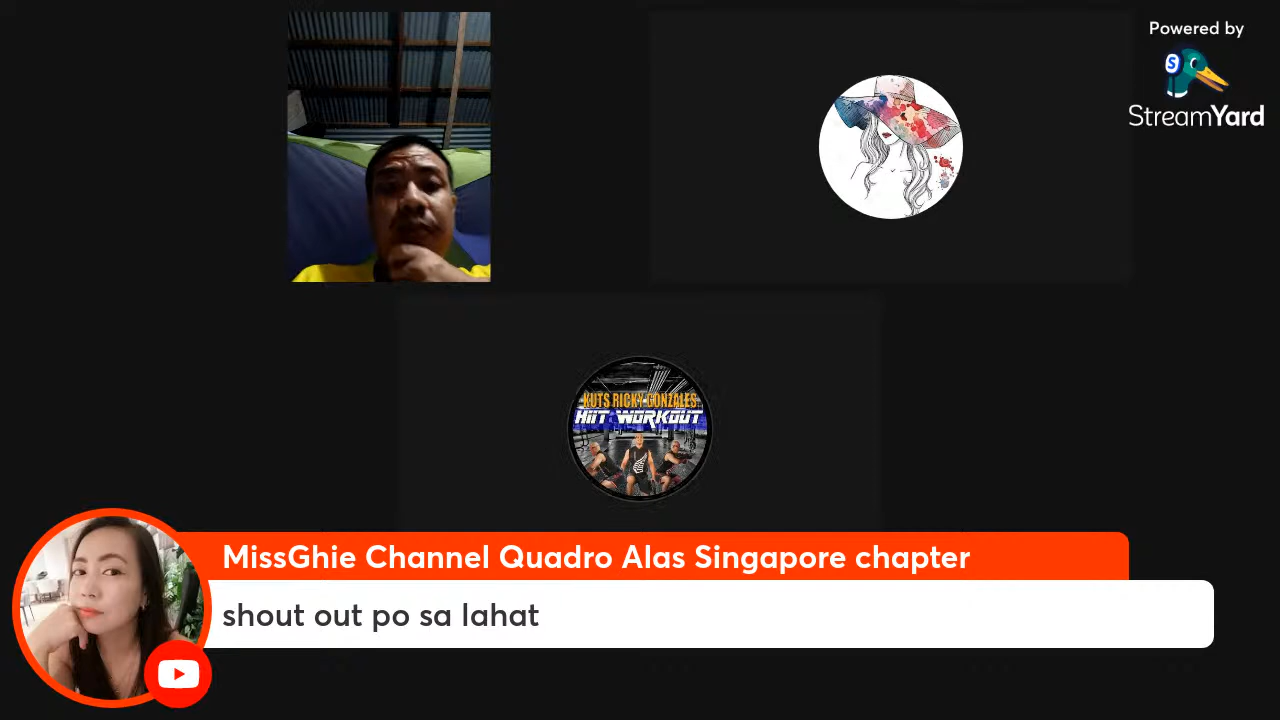 Powered by
StreamYard
KUTS RICKY GONZALES
HIIT WORKOUT
MissGhie Channel Quadro Alas Singapore chapter
shout out po sa lahat